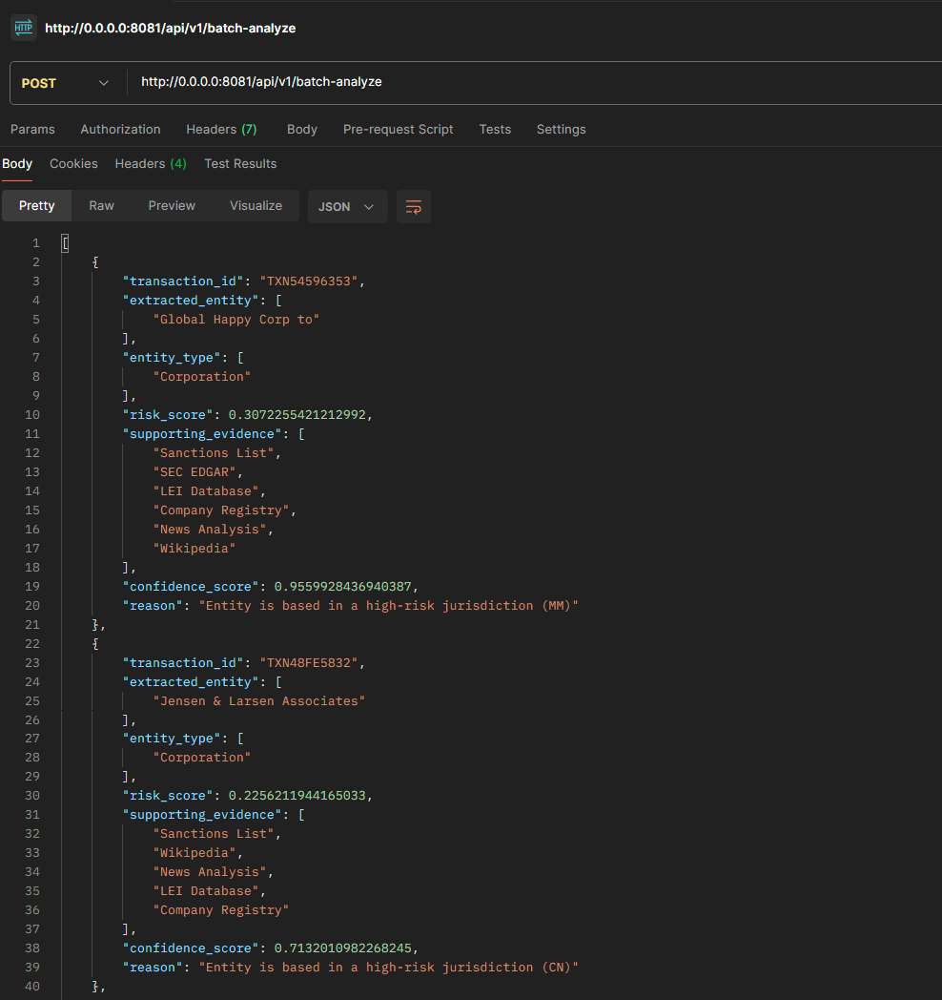 HTTP http://0.0.0.0:8081/api/v1/batch-analyze
POST http://0.0.0.0:8081/api/v1/batch-analyze
Params Authorization Headers (7) Body Pre-request Script Tests Settings
Body Cookies Headers (4) Test Results
Pretty Raw Preview Visualize JSON
1 [
2 {
3 "transaction_id": "TXN54596353",
4 "extracted_entity": [
5 "Global Happy Corp to"
6 ],
7 "entity_type": [
8 "Corporation"
9 ],
10 "risk_score": 0.3072255421212992,
11 "supporting_evidence": [
12 "Sanctions List",
13 "SEC EDGAR",
14 "LEI Database",
15 "Company Registry",
16 "News Analysis",
17 "Wikipedia"
18 ],
19 "confidence_score": 0.9559928436940387,
20 "reason": "Entity is based in a high-risk jurisdiction (MM)"
21 },
22 {
23 "transaction_id": "TXN48FE5832",
24 "extracted_entity": [
25 "Jensen & Larsen Associates"
26 ],
27 "entity_type": [
28 "Corporation"
29 ],
30 "risk_score": 0.2256211944165033,
31 "supporting_evidence": [
32 "Sanctions List",
33 "Wikipedia",
34 "News Analysis",
35 "LEI Database",
36 "Company Registry"
37 ],
38 "confidence_score": 0.7132010982268245,
39 "reason": "Entity is based in a high-risk jurisdiction (CN)"
40 },